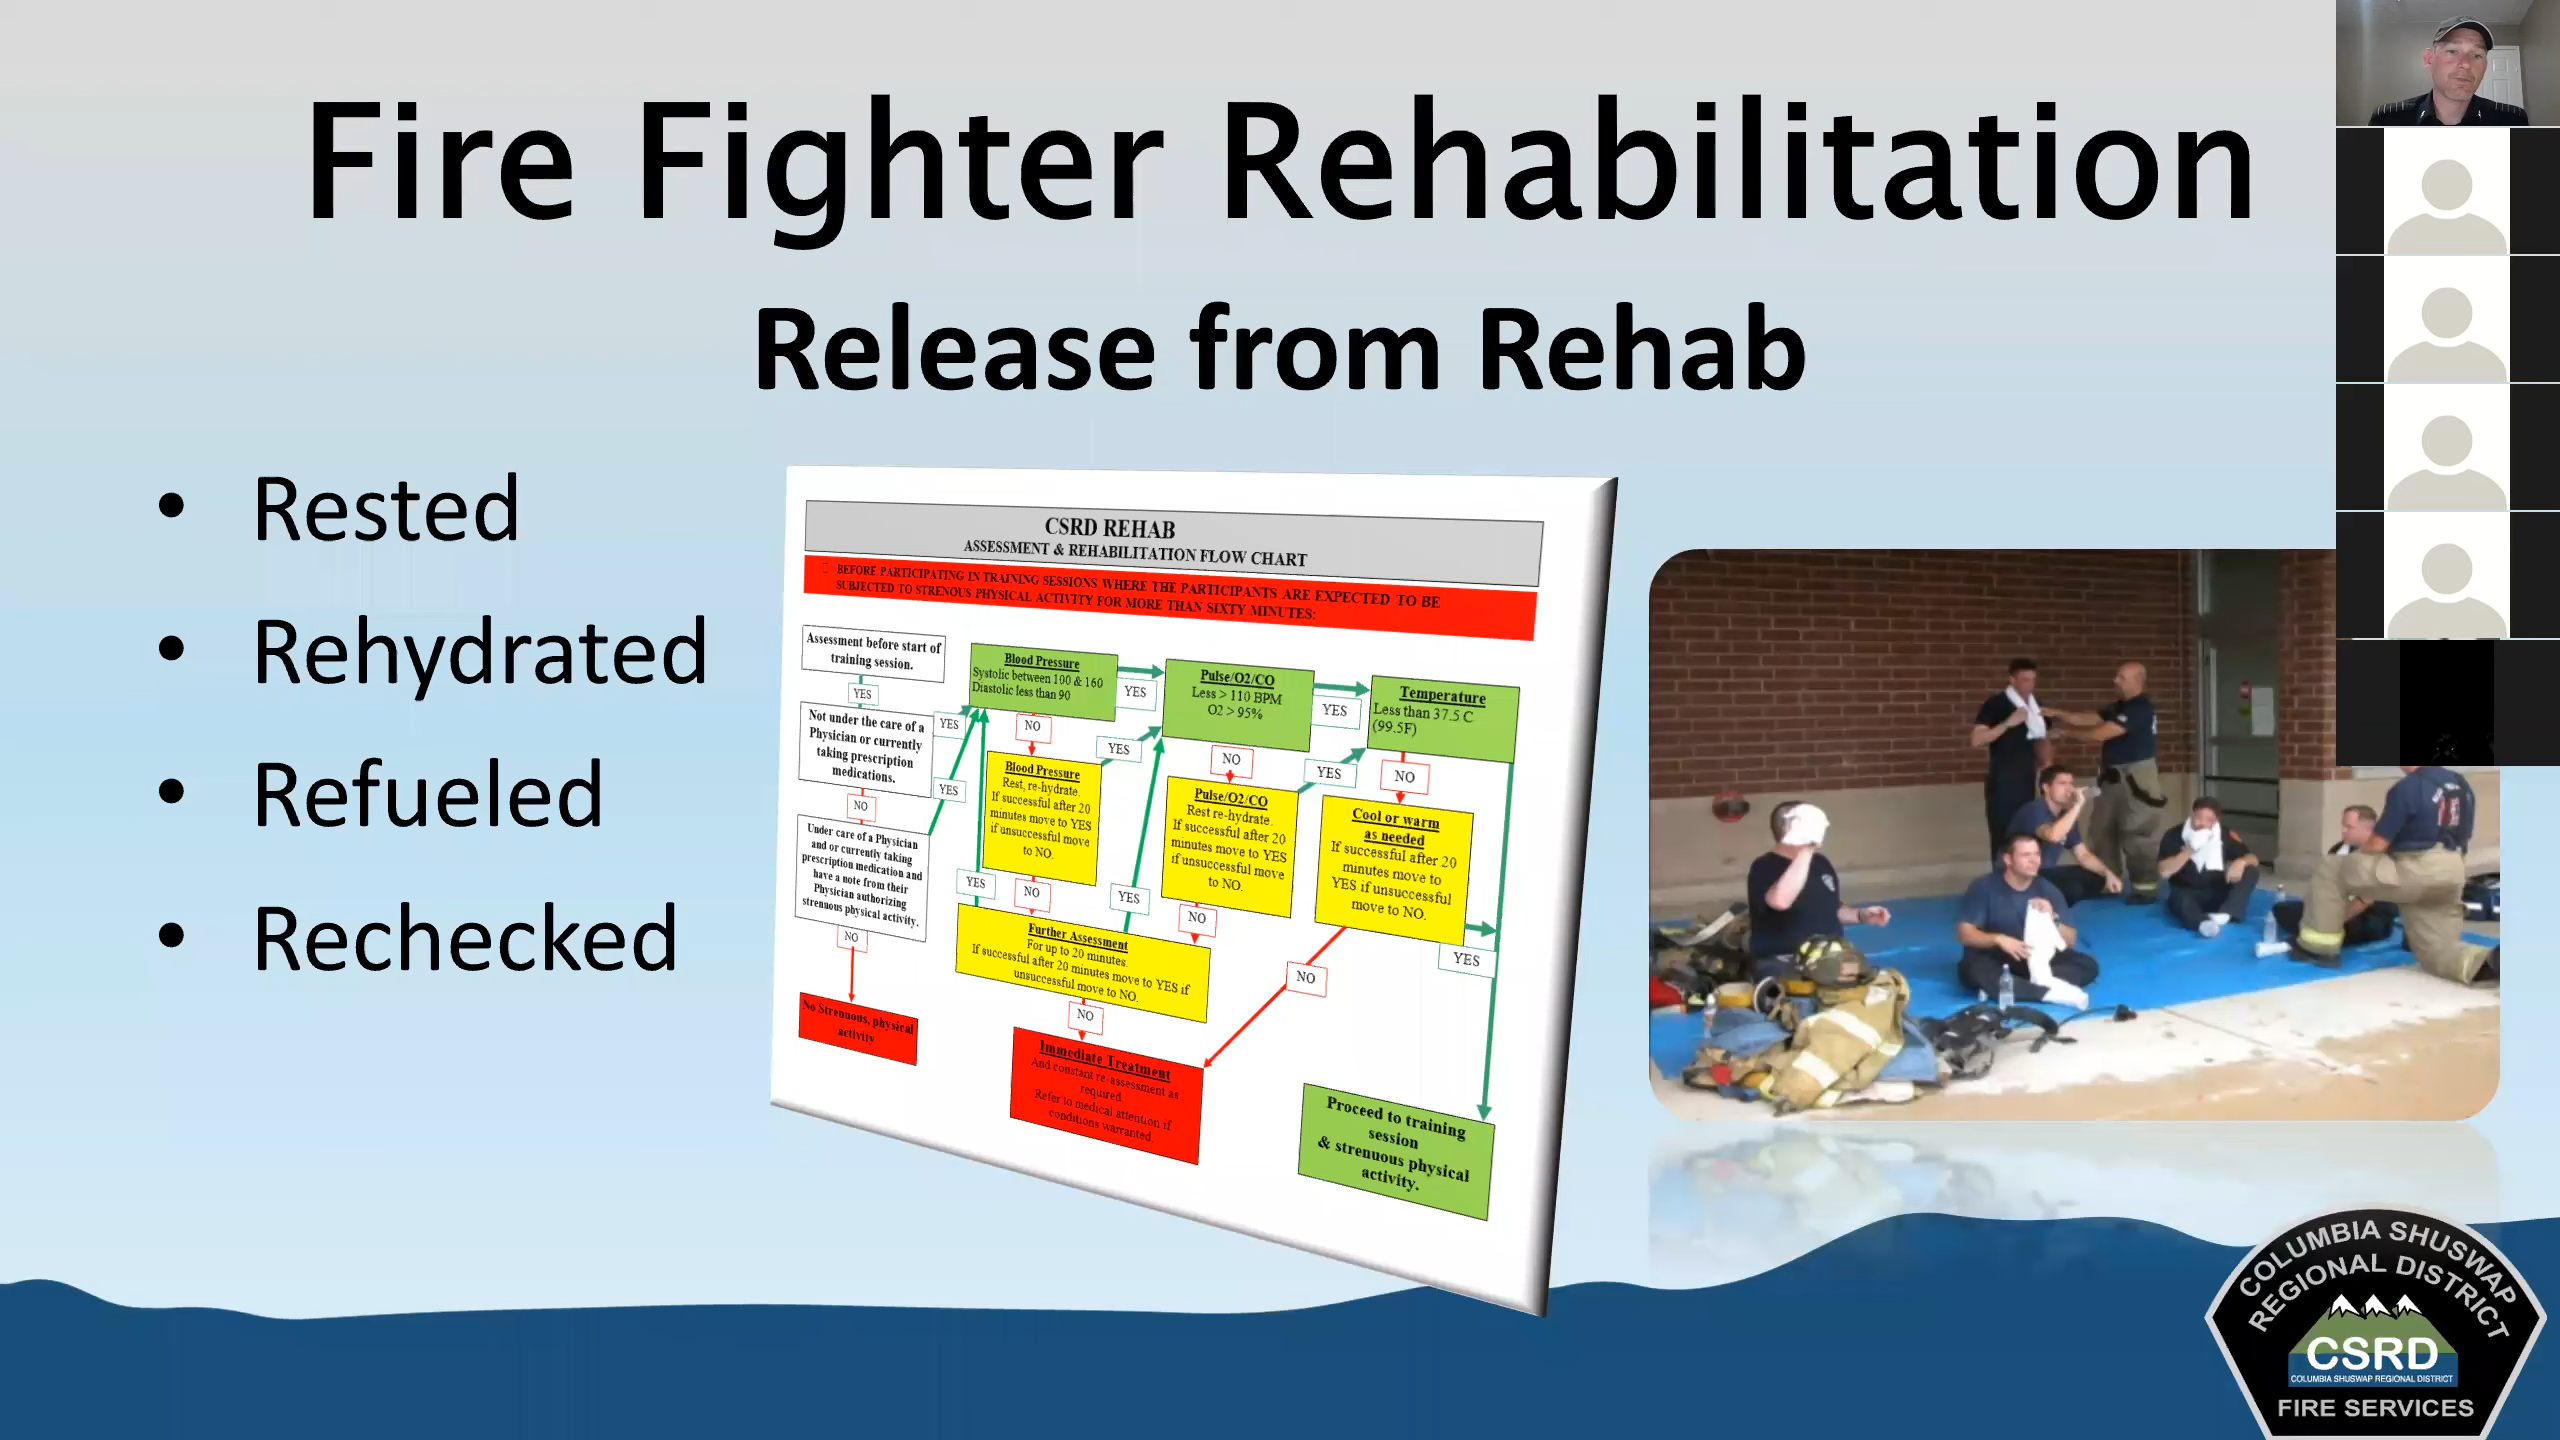 Fire Fighter Rehabilitation
Release from Rehab
• Rested
• Rehydrated
• Refueled
• Rechecked
CSRD REHAB
ASSESSMENT & REHABILITATION FLOW CHART
BEFORE PARTICIPATING IN TRAINING SESSIONS WHERE THE PARTICIPANTS ARE EXPECTED TO BE
SUBJECTED TO STRENOUS PHYSICAL ACTIVITY FOR MORE THAN SIXTY MINUTES:
Assessment before start of
training session.
YES
Not under the care of a
Physician or currently
taking prescription
medications.
NO
Under care of a Physician
and or currently taking
prescription medication and
have a note from their
Physician authorizing
strenuous physical activity.
NO
No Strenuous, physical
activity
YES
YES
Blood Pressure
Systolic between 100 & 160
Diastolic less than 90
YES
NO
Blood Pressure
Rest, re-hydrate.
If successful after 20
minutes move to YES
if unsuccessful move
to NO.
YES
YES
NO
Further Assessment
For up to 20 minutes.
If successful after 20 minutes move to YES if
unsuccessful move to NO.
NO
Immediate Treatment
And constant re-assessment as
required.
Refer to medical attention if
conditions warranted
Pulse/O2/CO
Less > 110 BPM
O2 > 95%
YES
NO
Pulse/O2/CO
Rest re-hydrate.
If successful after 20
minutes move to YES
if unsuccessful move
to NO.
YES
YES
NO
Temperature
Less than 37.5 C
(99.5F)
NO
Cool or warm
as needed
If successful after 20
minutes move to
YES if unsuccessful
move to NO.
YES
NO
Proceed to training
session
& strenuous physical
activity.
COLUMBIA SHUSWAP
REGIONAL DISTRICT
CSRD
COLUMBIA SHUSWAP REGIONAL DISTRICT
FIRE SERVICES